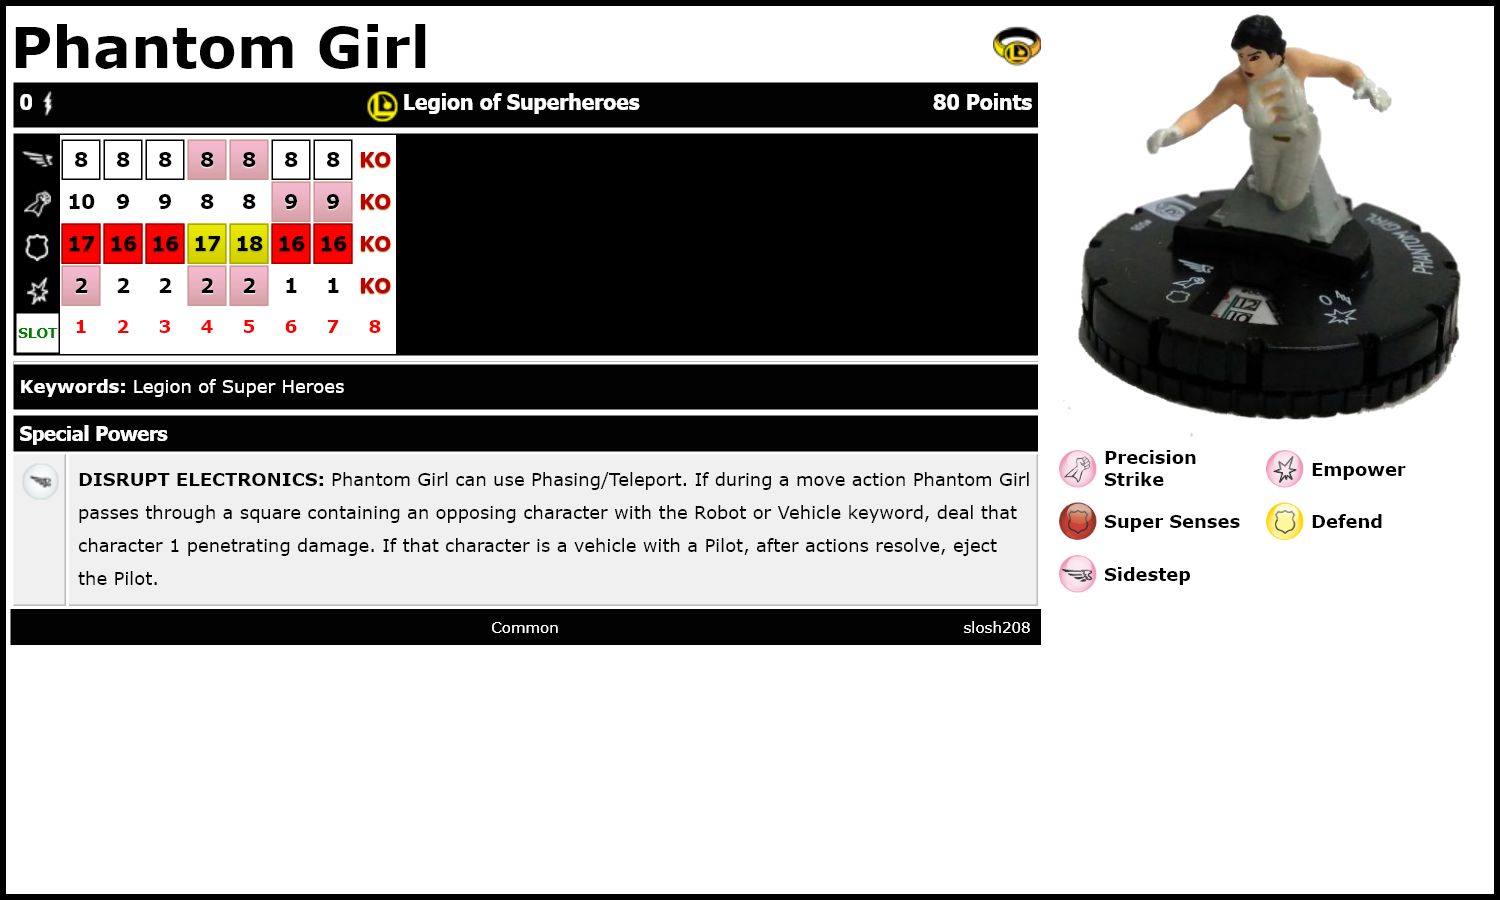 Phantom Girl
0 Legion of Superheroes 80 Points
8 8 8 8 8 8 8 KO
10 9 9 8 8 9 9 KO
17 16 16 17 18 16 16 KO
2 2 2 2 2 1 1 KO
SLOT 1 2 3 4 5 6 7 8
Keywords: Legion of Super Heroes
Special Powers
DISRUPT ELECTRONICS: Phantom Girl can use Phasing/Teleport. If during a move action Phantom Girl
passes through a square containing an opposing character with the Robot or Vehicle keyword, deal that
character 1 penetrating damage. If that character is a vehicle with a Pilot, after actions resolve, eject
the Pilot.
Common slosh208
PHANTOM GIRL
12
10
0
Precision
Strike
Empower
Super Senses
Defend
Sidestep